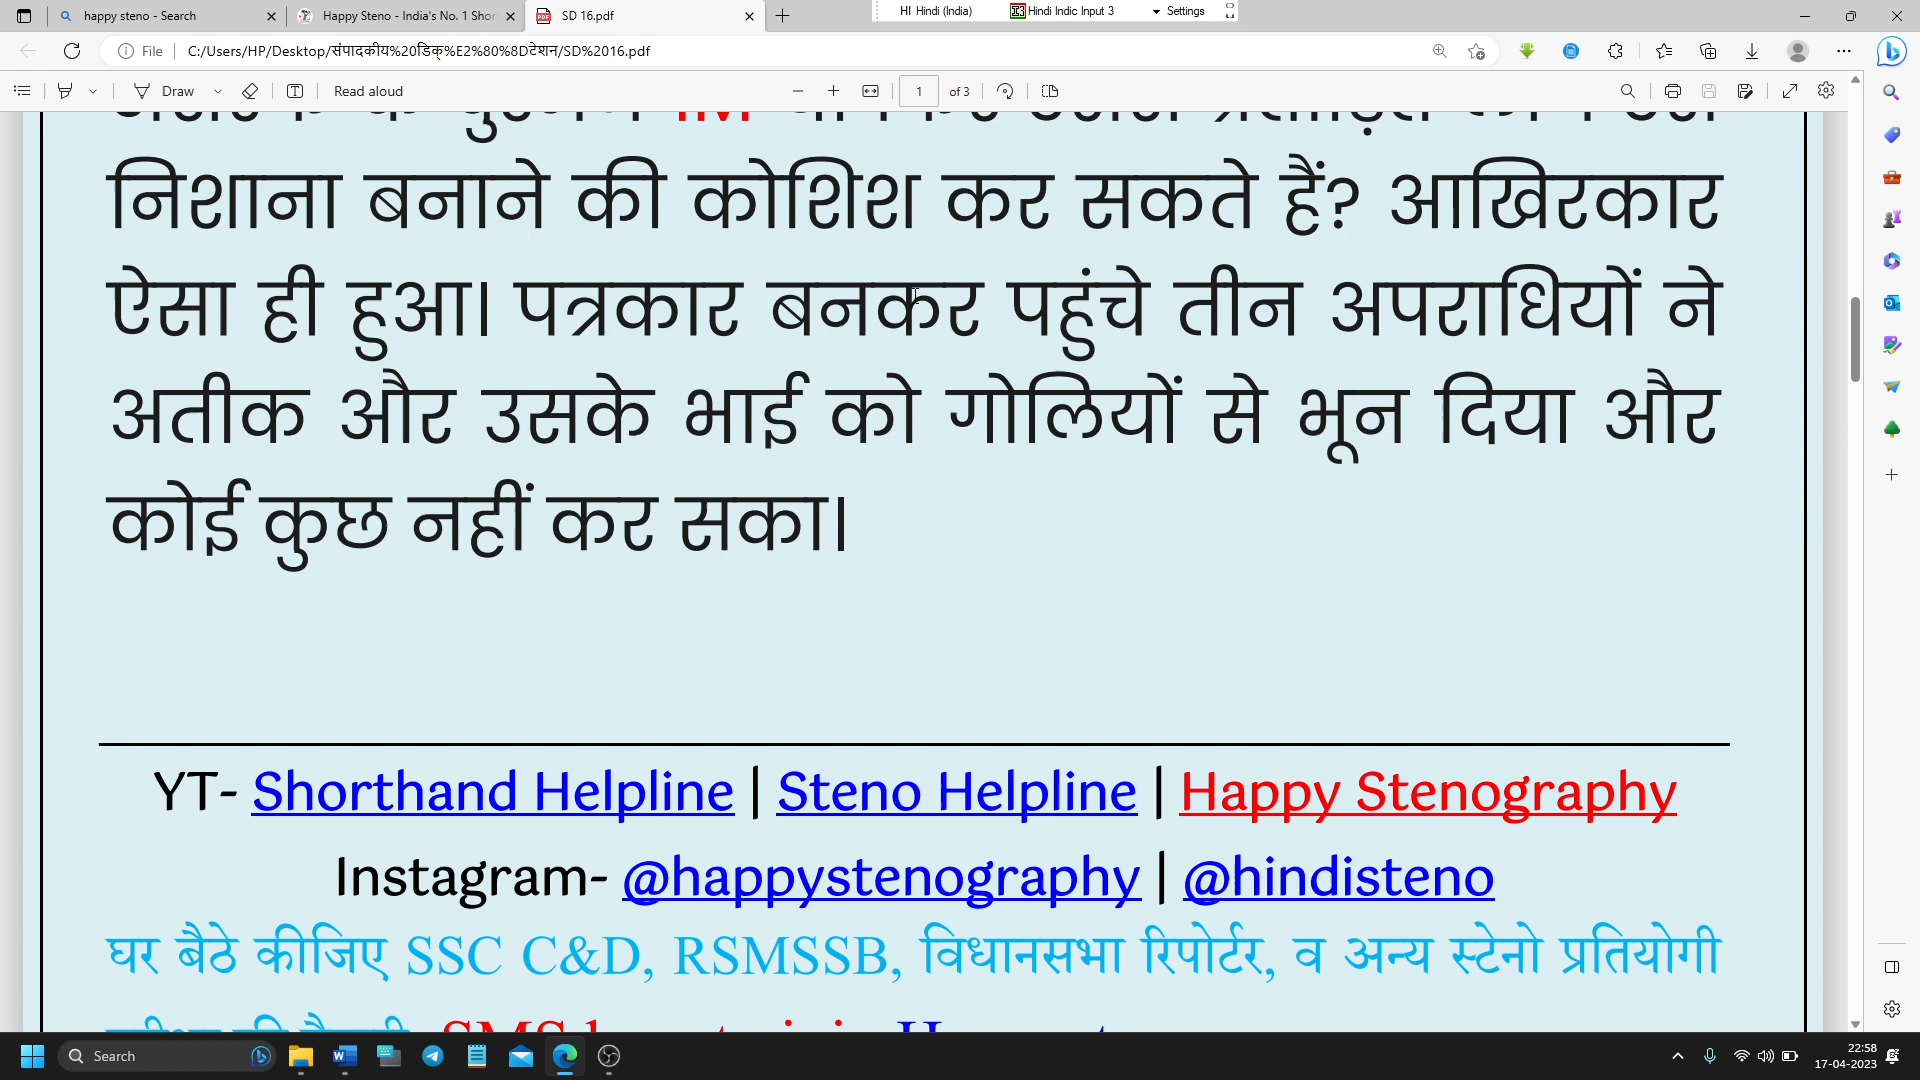 happy steno - Search
Happy Steno - India's No. 1 Shor
SD 16.pdf
HI Hindi (India)
Hindi Indic Input 3
Settings
File
C:/Users/HP/Desktop/संपादकीय%20डिक्%E2%80%8Dटेशन/SD%2016.pdf
Draw
Read aloud
1 of 3
निशाना बनाने की कोशिश कर सकते हैं? आखिरकार
ऐसा ही हुआ। पत्रकार बनकर पहुंचे तीन अपराधियों ने
अतीक और उसके भाई को गोलियों से भून दिया और
कोई कुछ नहीं कर सका।
YT- Shorthand Helpline | Steno Helpline | Happy Stenography
Instagram- @happystenography | @hindisteno
घर बैठे कीजिए SSC C&D, RSMSSB, विधानसभा रिपोर्टर, व अन्य स्टेनो प्रतियोगी
Search
22:58
17-04-2023